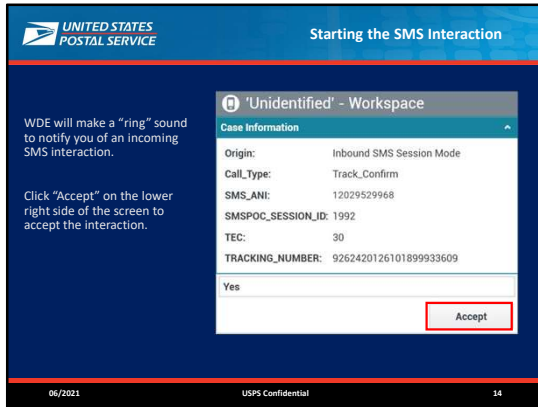 UNITED STATES
POSTAL SERVICE
Starting the SMS Interaction
WDE will make a “ring” sound
to notify you of an incoming
SMS interaction.
Click “Accept” on the lower
right side of the screen to
accept the interaction.
'Unidentified' - Workspace
Case Information
Origin: Inbound SMS Session Mode
Call_Type: Track_Confirm
SMS_ANI: 12029529968
SMSPOC_SESSION_ID: 1992
TEC: 30
TRACKING_NUMBER: 9262420126101899933609
Yes
Accept
06/2021 USPS Confidential 14